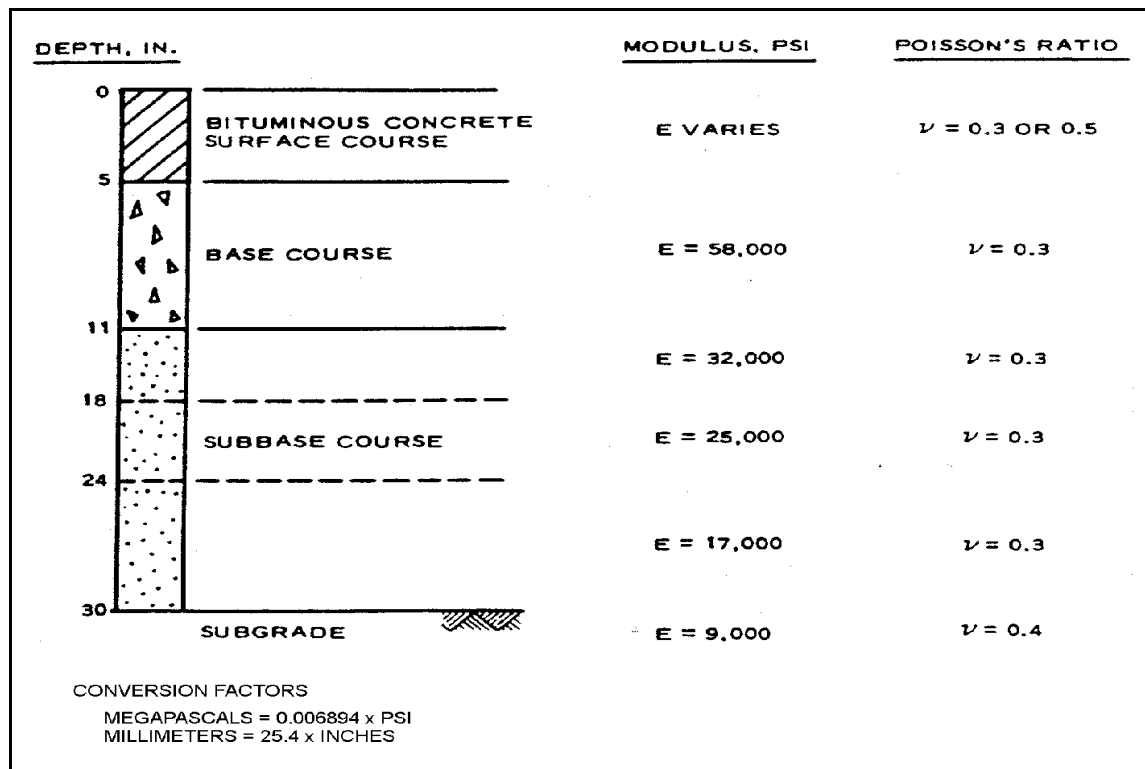 DEPTH, IN. MODULUS, PSI POISSON'S RATIO
0
BITUMINOUS CONCRETE
SURFACE COURSE E VARIES ν = 0.3 OR 0.5
5
BASE COURSE E = 58,000 ν = 0.3
11
E = 32,000 ν = 0.3
18
SUBBASE COURSE E = 25,000 ν = 0.3
24
E = 17,000 ν = 0.3
30
SUBGRADE E = 9,000 ν = 0.4
CONVERSION FACTORS
MEGAPASCALS = 0.006894 x PSI
MILLIMETERS = 25.4 x INCHES